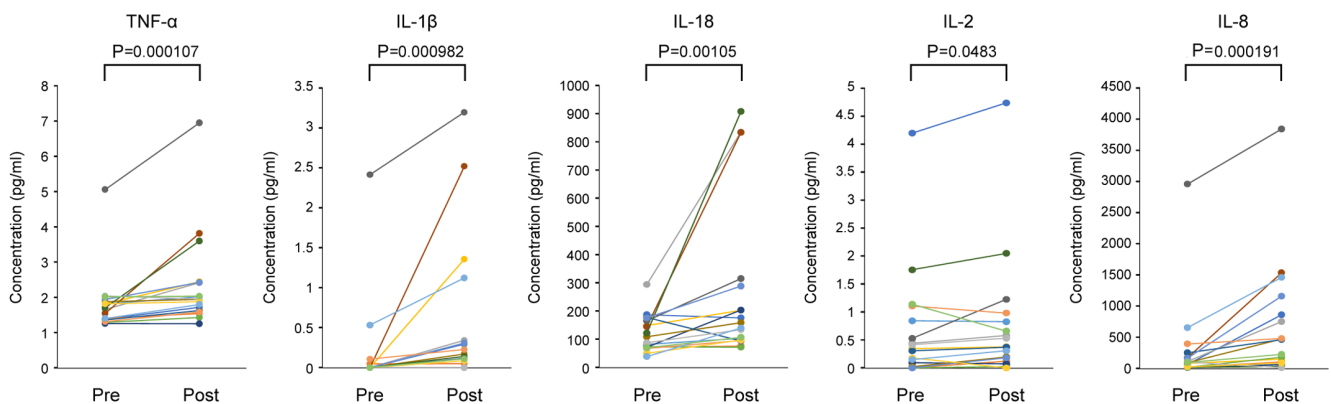 TNF-α
P=0.000107
Concentration (pg/ml)
8
7
6
5
4
3
2
1
0
Pre
Post
IL-1β
P=0.000982
Concentration (pg/ml)
3.5
3
2.5
2
1.5
1
0.5
0
Pre
Post
IL-18
P=0.00105
Concentration (pg/ml)
1000
900
800
700
600
500
400
300
200
100
0
Pre
Post
IL-2
P=0.0483
Concentration (pg/ml)
5
4.5
4
3.5
3
2.5
2
1.5
1
0.5
0
Pre
Post
IL-8
P=0.000191
Concentration (pg/ml)
4500
4000
3500
3000
2500
2000
1500
1000
500
0
Pre
Post